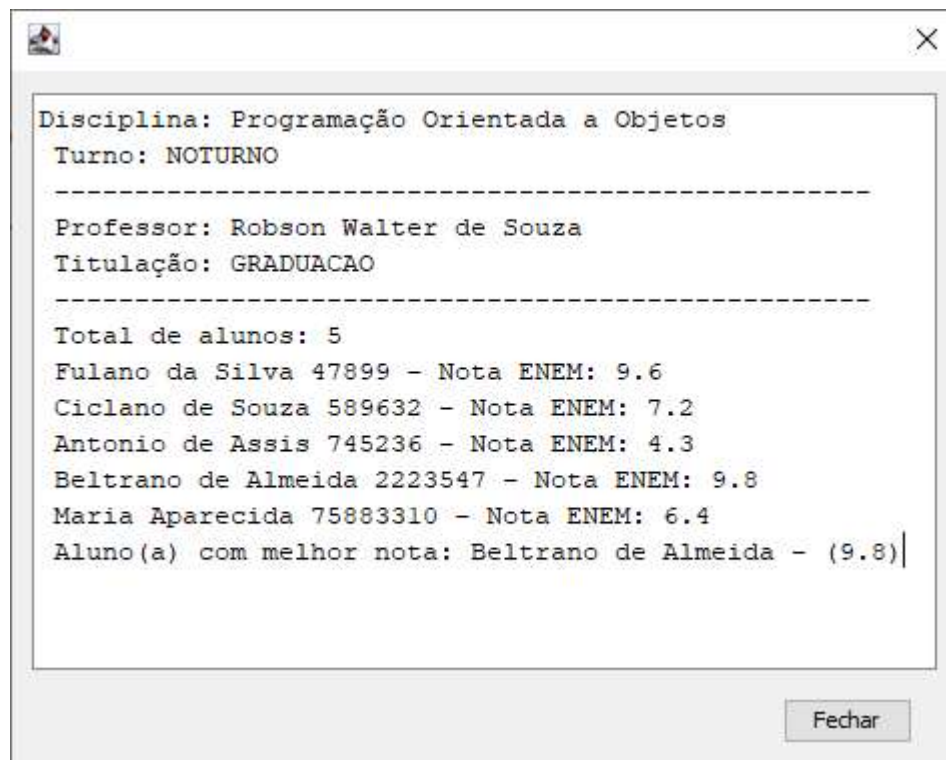 Disciplina: Programação Orientada a Objetos
Turno: NOTURNO
---------------------------------------------------
Professor: Robson Walter de Souza
Titulação: GRADUACAO
---------------------------------------------------
Total de alunos: 5
Fulano da Silva 47899 - Nota ENEM: 9.6
Ciclano de Souza 589632 - Nota ENEM: 7.2
Antonio de Assis 745236 - Nota ENEM: 4.3
Beltrano de Almeida 2223547 - Nota ENEM: 9.8
Maria Aparecida 75883310 - Nota ENEM: 6.4
Aluno(a) com melhor nota: Beltrano de Almeida - (9.8)
Fechar